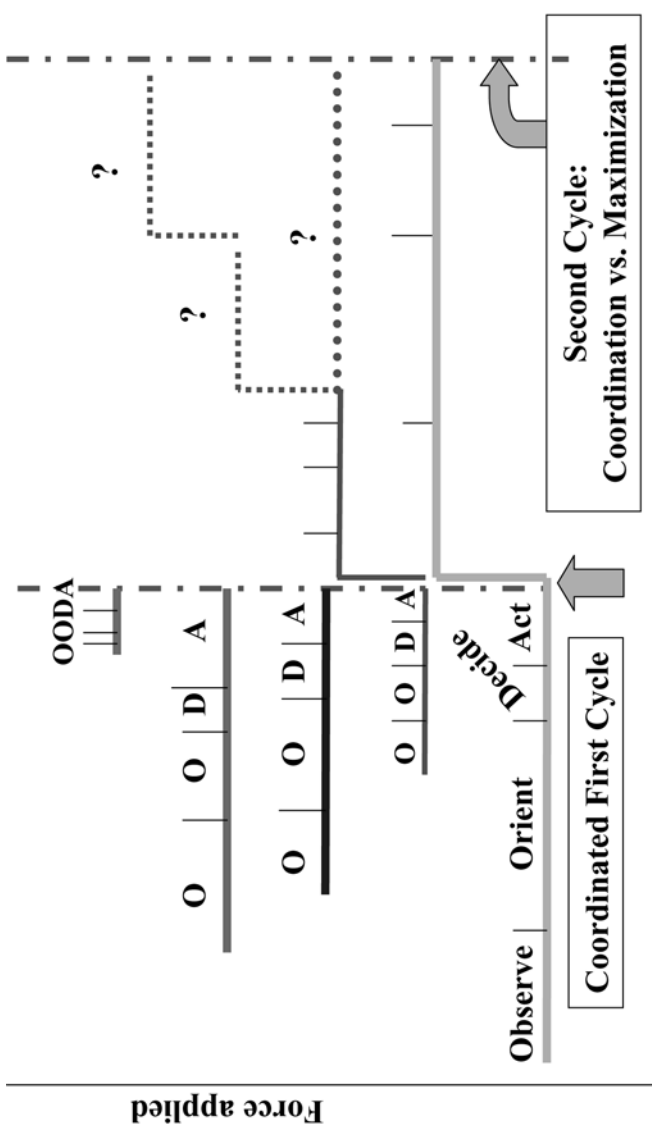 Force applied
OODA
?
O O D A
?
O O D A
?
O O D A
Observe Orient Decide Act
Coordinated First Cycle
Second Cycle:
Coordination vs. Maximization